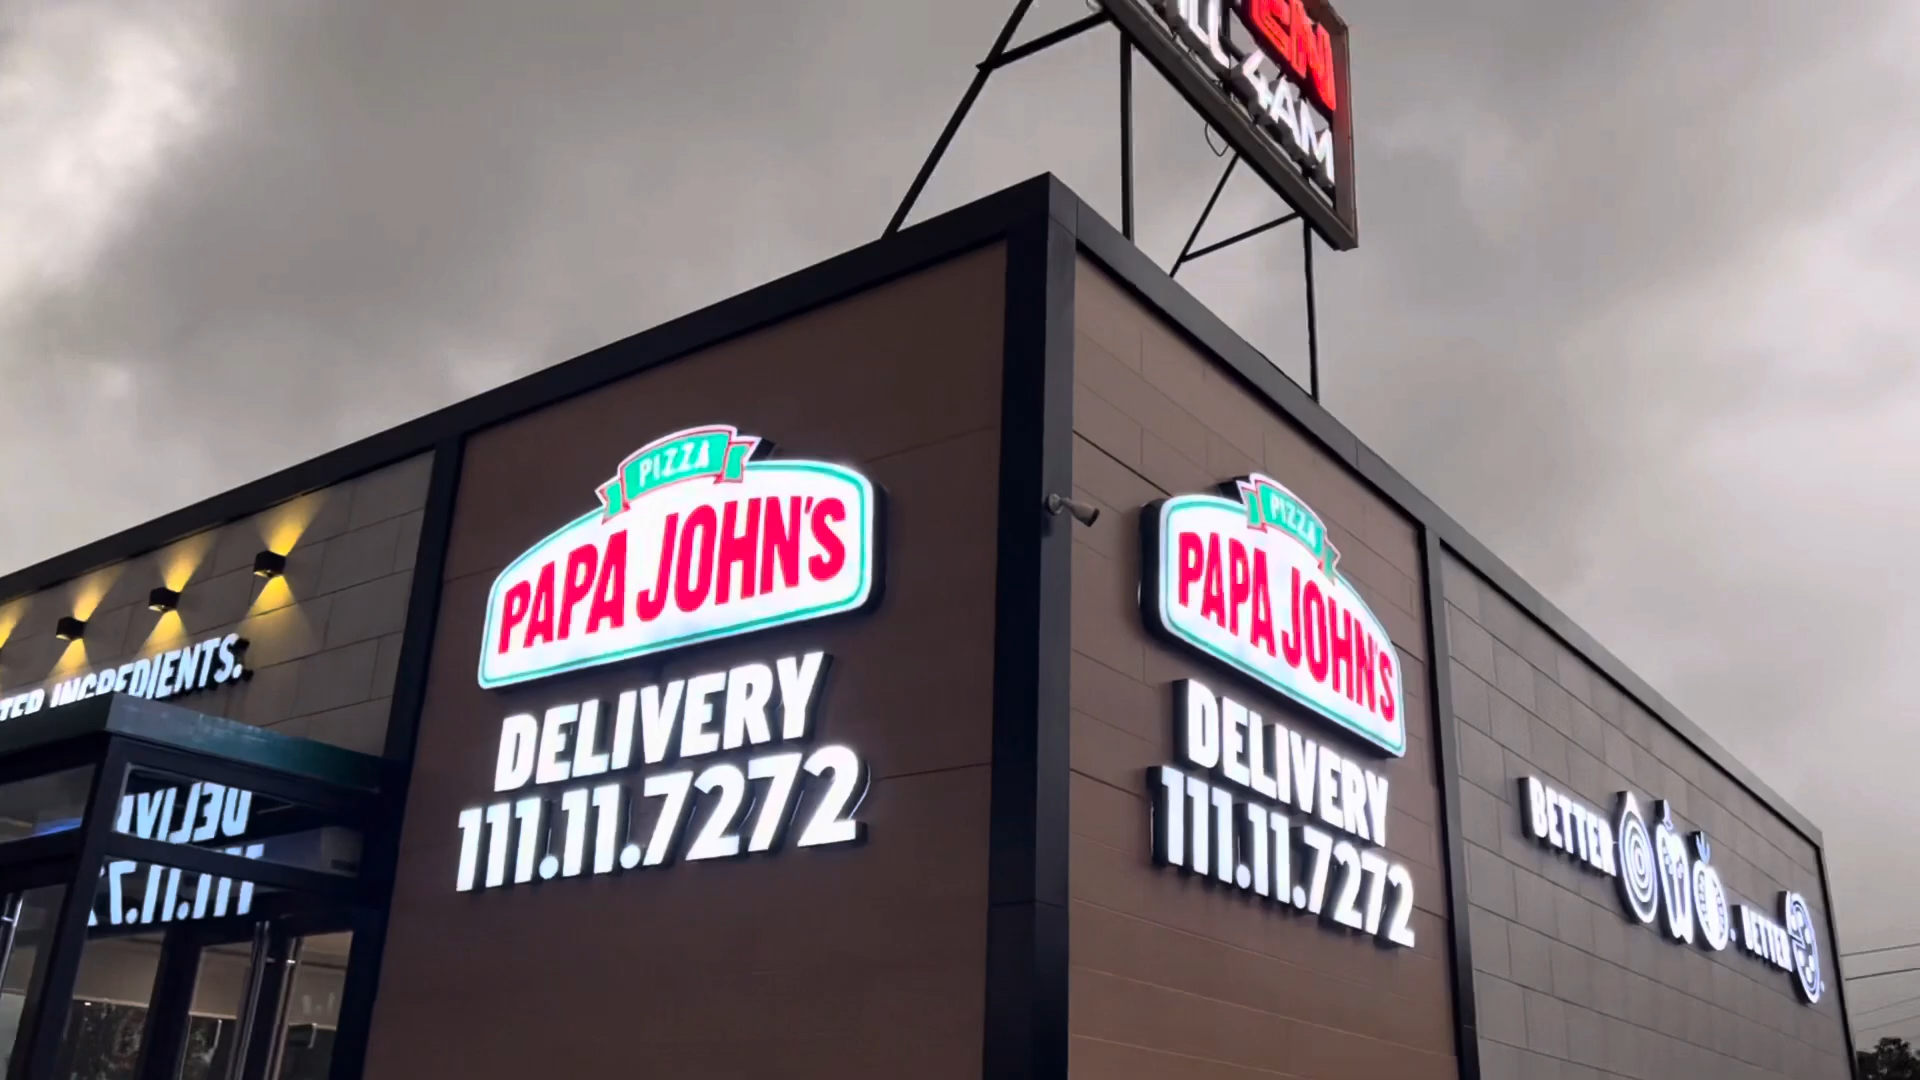 4AM
PIZZA
PAPA JOHN'S
DELIVERY
111.11.7272
PIZZA
PAPA JOHN'S
DELIVERY
111.11.7272
INGREDIENTS.
BETTER
. BETTER .